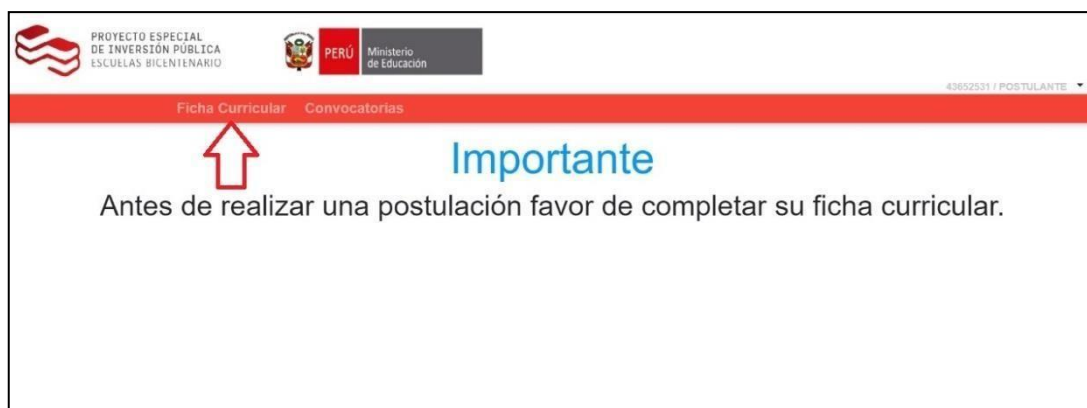 PROYECTO ESPECIAL
DE INVERSIÓN PÚBLICA
ESCUELAS BICENTENARIO
PERÚ
Ministerio
de Educación
43652531 / POSTULANTE
Ficha Curricular Convocatorias
Importante
Antes de realizar una postulación favor de completar su ficha curricular.